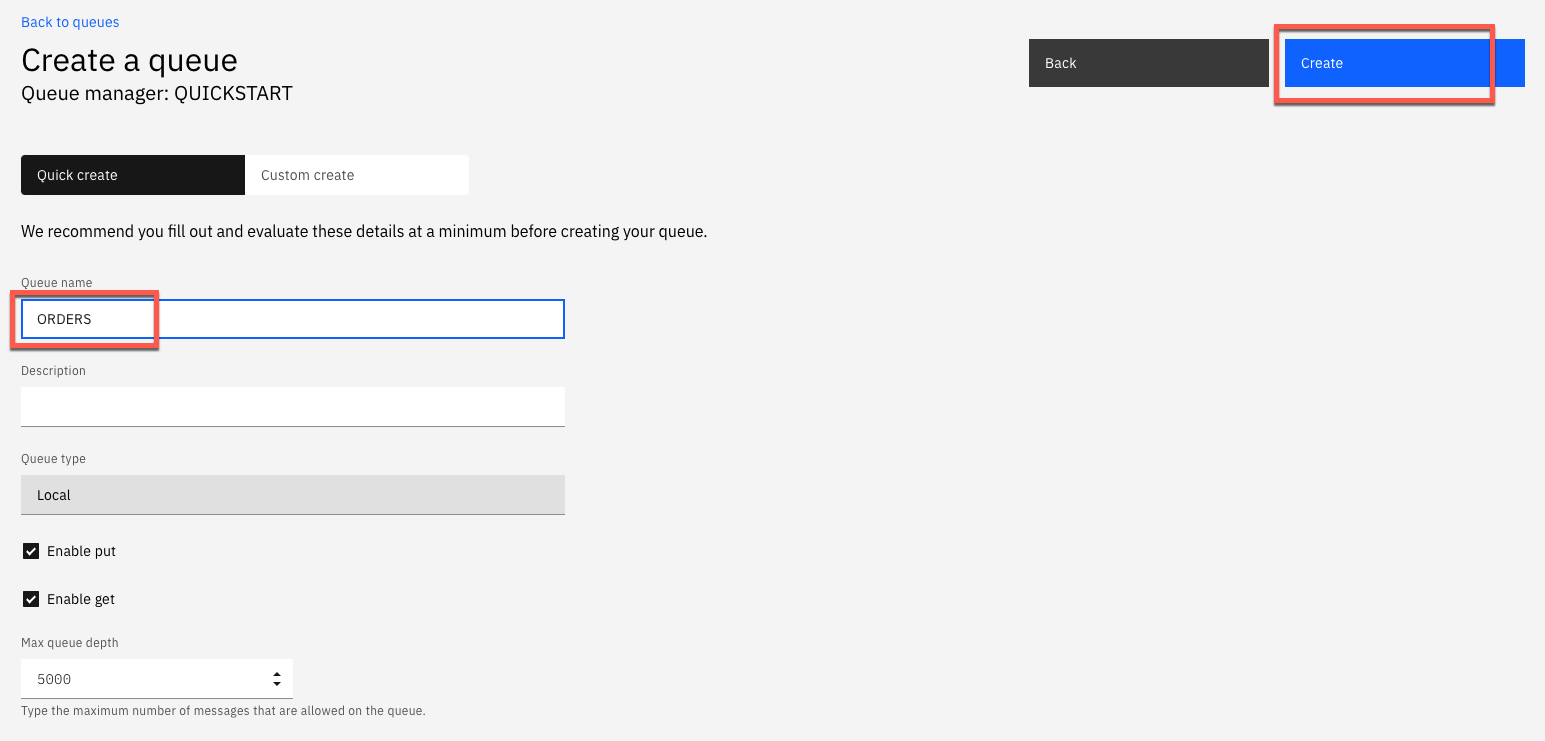 Back to queues
Create a queue
Queue manager: QUICKSTART
Back
Create
Quick create
Custom create
We recommend you fill out and evaluate these details at a minimum before creating your queue.
Queue name
ORDERS
Description
Queue type
Local
Enable put
Enable get
Max queue depth
5000
Type the maximum number of messages that are allowed on the queue.